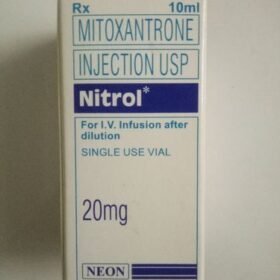 Rx 10ml
MITOXANTRONE
INJECTION USP
Nitrol*
For I.V. Infusion after
dilution
SINGLE USE VIAL
20mg
NEON